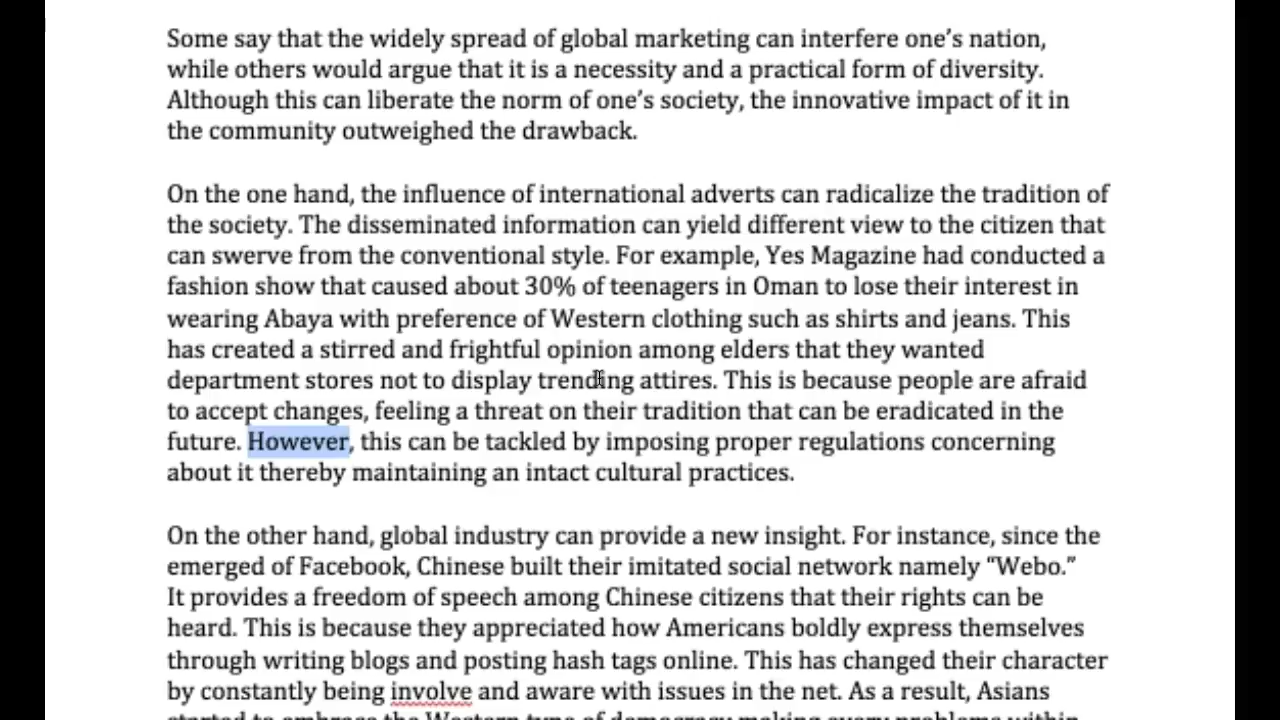 Some say that the widely spread of global marketing can interfere one's nation,
while others would argue that it is a necessity and a practical form of diversity.
Although this can liberate the norm of one's society, the innovative impact of it in
the community outweighed the drawback.
On the one hand, the influence of international adverts can radicalize the tradition of
the society. The disseminated information can yield different view to the citizen that
can swerve from the conventional style. For example, Yes Magazine had conducted a
fashion show that caused about 30% of teenagers in Oman to lose their interest in
wearing Abaya with preference of Western clothing such as shirts and jeans. This
has created a stirred and frightful opinion among elders that they wanted
department stores not to display trending attires. This is because people are afraid
to accept changes, feeling a threat on their tradition that can be eradicated in the
future. However, this can be tackled by imposing proper regulations concerning
about it thereby maintaining an intact cultural practices.
On the other hand, global industry can provide a new insight. For instance, since the
emerged of Facebook, Chinese built their imitated social network namely “Webo.”
It provides a freedom of speech among Chinese citizens that their rights can be
heard. This is because they appreciated how Americans boldly express themselves
through writing blogs and posting hash tags online. This has changed their character
by constantly being involve and aware with issues in the net. As a result, Asians
started to embrace the Western type of democracy making every problems within